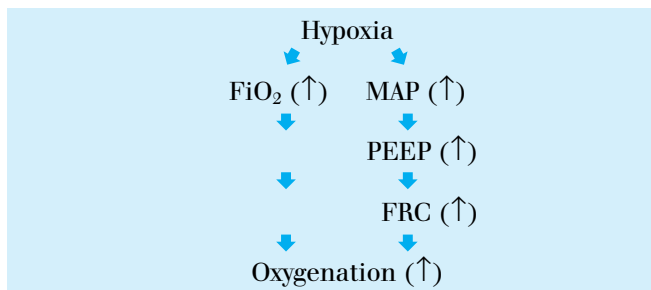 Hypoxia
FiO₂ (↑) MAP (↑)
PEEP (↑)
FRC (↑)
Oxygenation (↑)